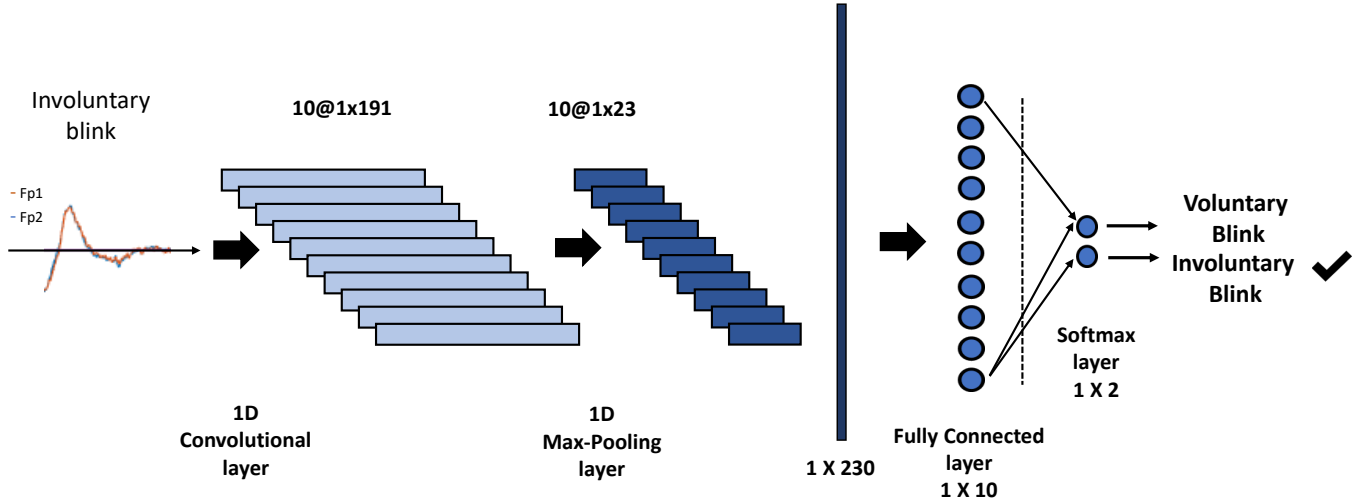 Involuntary
blink
Fp1
Fp2
10@1x191
1D
Convolutional
layer
10@1x23
1D
Max-Pooling
layer
1 X 230
Fully Connected
layer
1 X 10
Softmax
layer
1 X 2
Voluntary
Blink
Involuntary
Blink